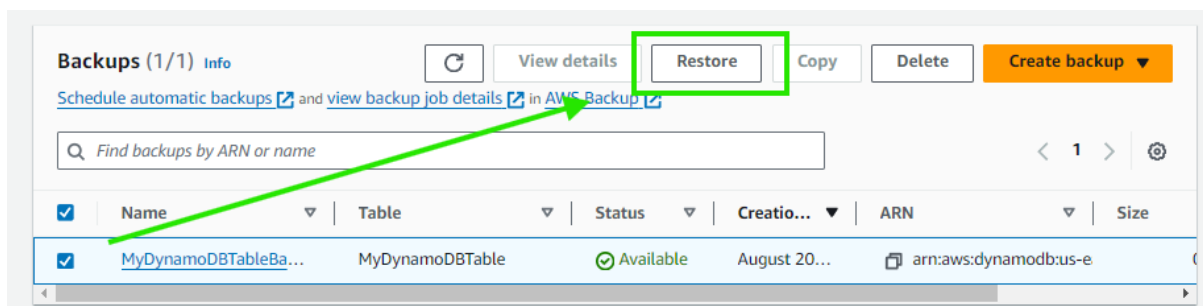 Backups (1/1) Info View details Restore Copy Delete Create backup
Schedule automatic backups and view backup job details in AWS Backup
Find backups by ARN or name 1
Name Table Status Creatio... ARN Size
MyDynamoDBTableBa... MyDynamoDBTable Available August 20... arn:aws:dynamodb:us-e